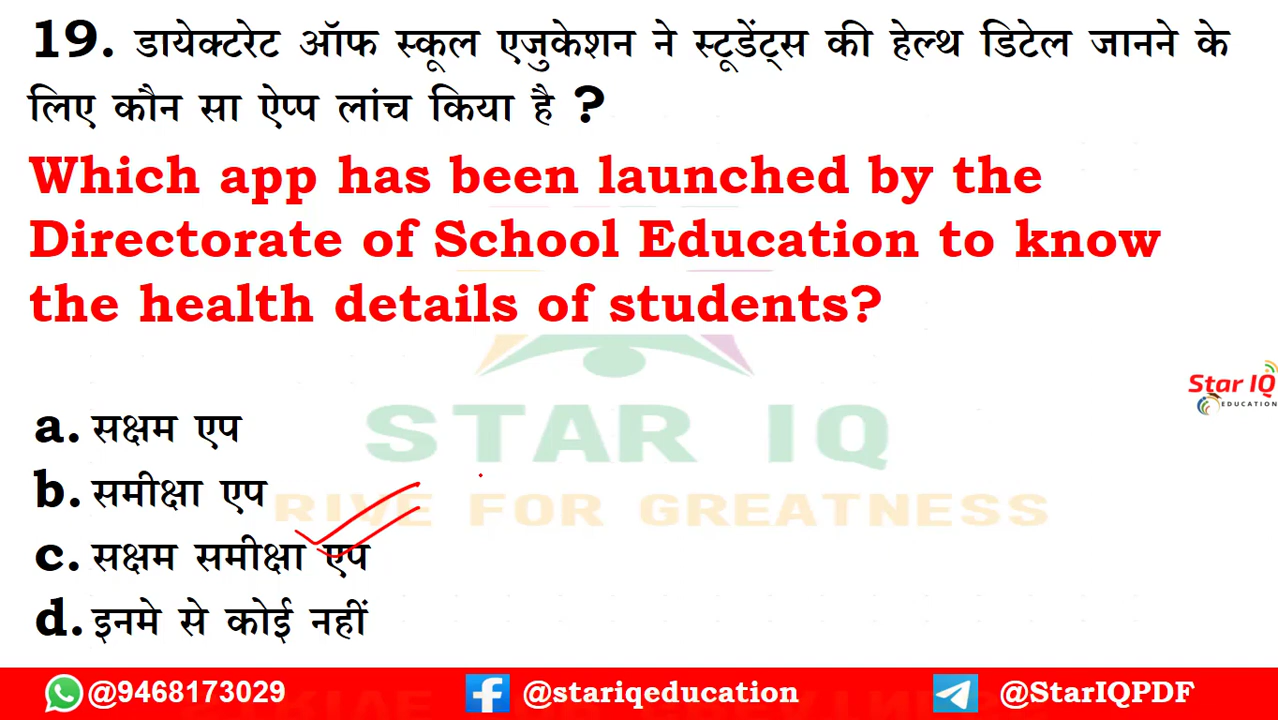 19. डायेक्टरेट ऑफ स्कूल एजुकेशन ने स्टूडेंट्स की हेल्थ डिटेल जानने के
लिए कौन सा ऐप्प लांच किया है ?
Which app has been launched by the
Directorate of School Education to know
the health details of students?
Star IQ
EDUCATION
STAR IQ
a. सक्षम एप
b. समीक्षा एप
RIVE FOR GREATNESS
c. सक्षम समीक्षा एप
d. इनमे से कोई नहीं
@9468173029 @stariqeducation @StarIQPDF